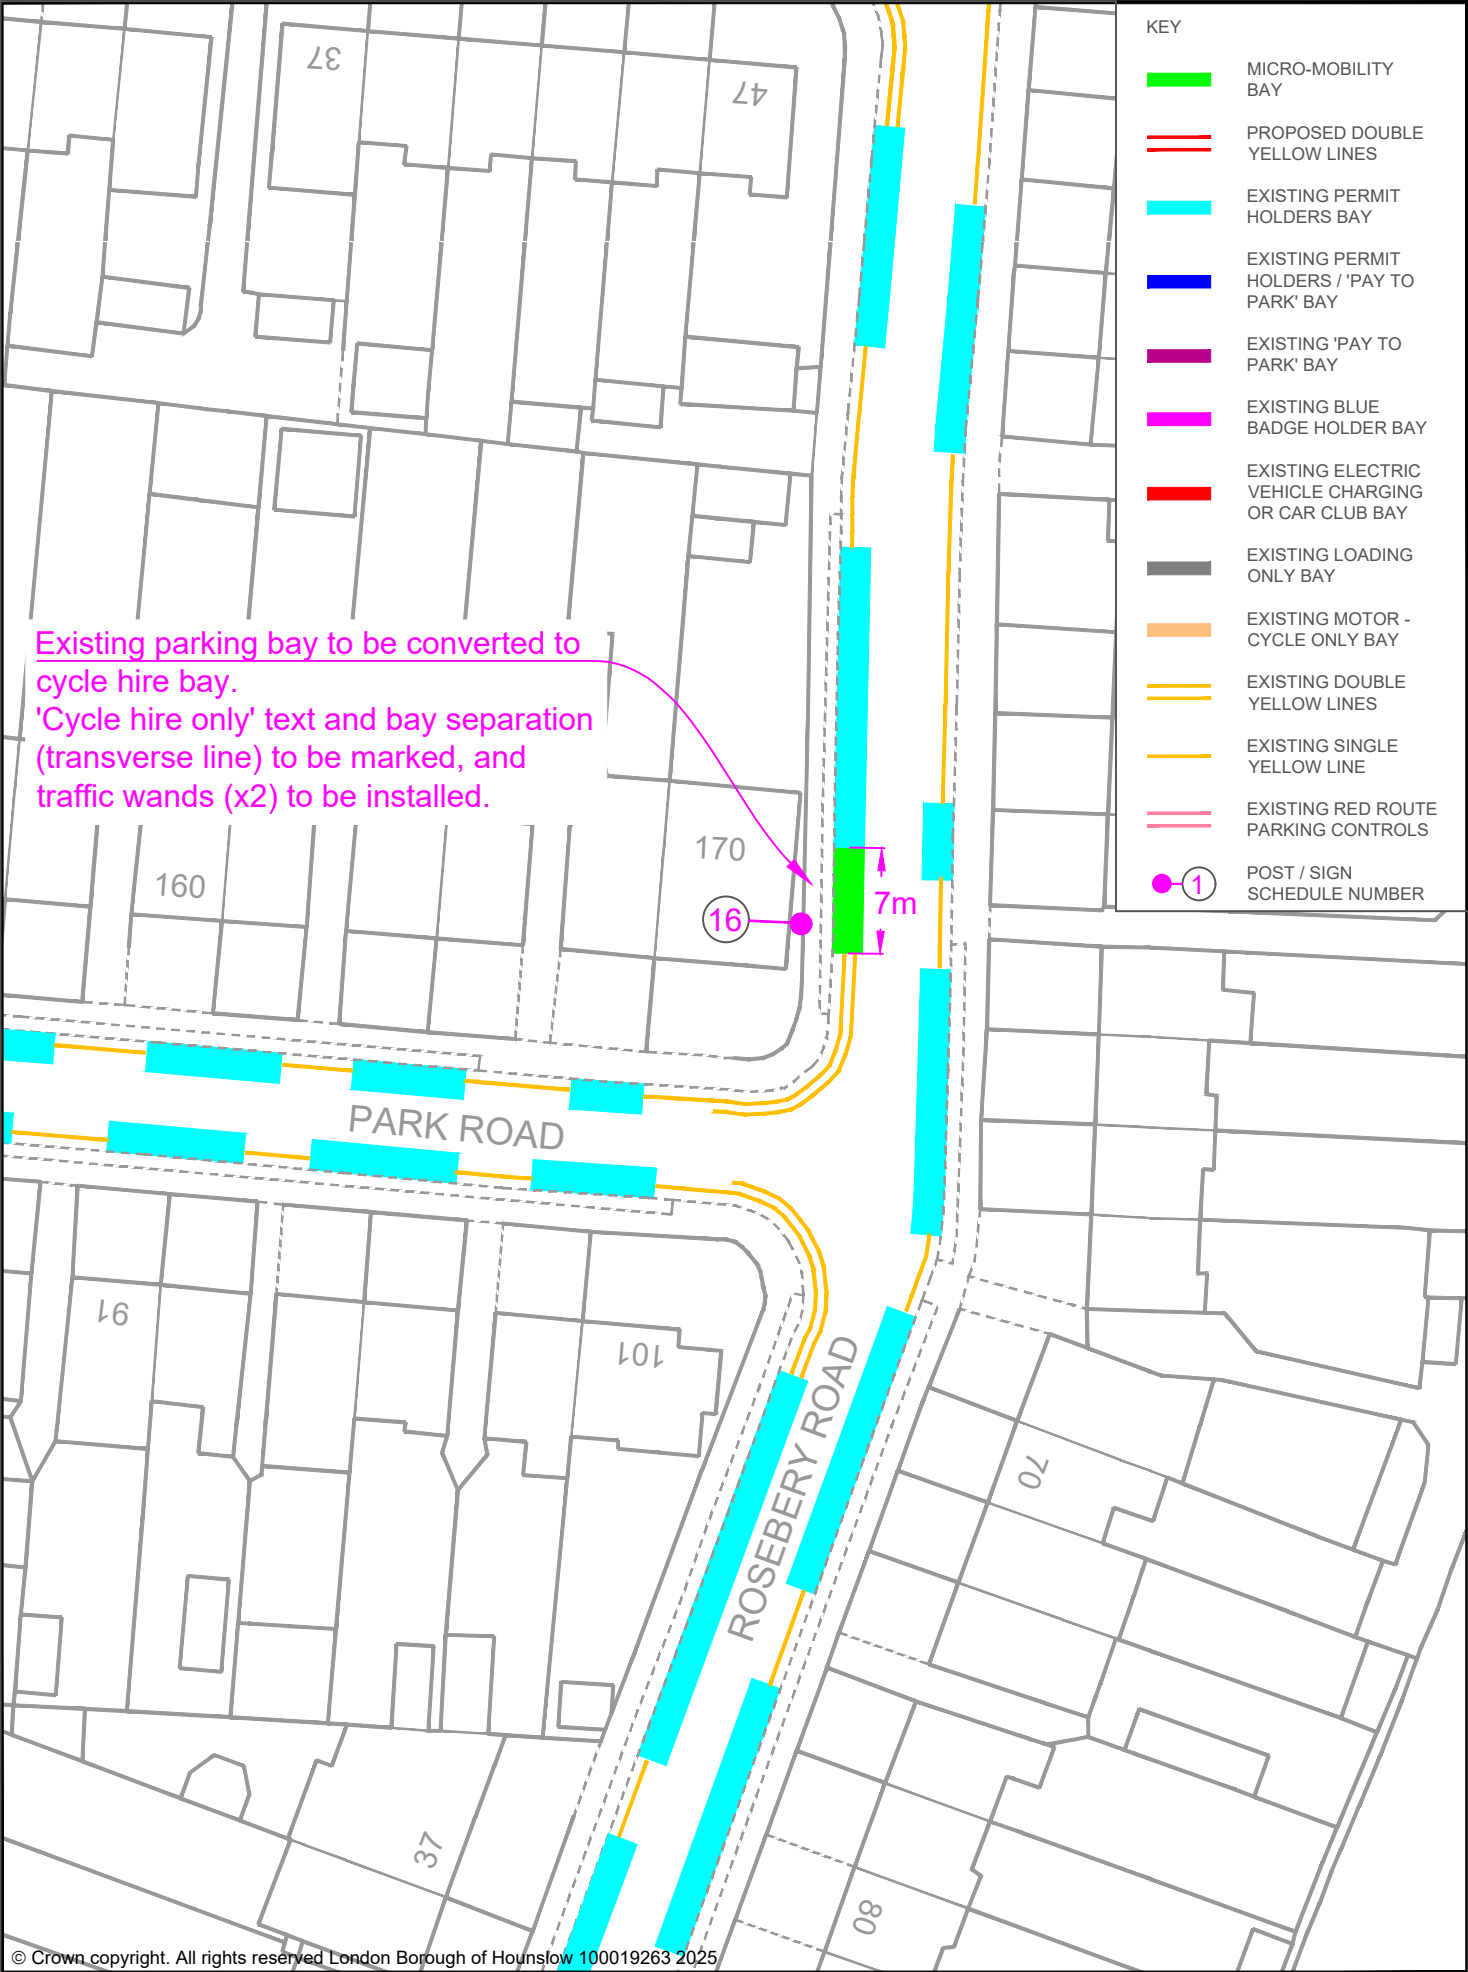 37
47
Existing parking bay to be converted to
cycle hire bay.
'Cycle hire only' text and bay separation
(transverse line) to be marked, and
traffic wands (x2) to be installed.
170
160
16
7m
PARK ROAD
91
101
ROSEBERY ROAD
70
37
80
KEY
MICRO-MOBILITY
BAY
PROPOSED DOUBLE
YELLOW LINES
EXISTING PERMIT
HOLDERS BAY
EXISTING PERMIT
HOLDERS / 'PAY TO
PARK' BAY
EXISTING 'PAY TO
PARK' BAY
EXISTING BLUE
BADGE HOLDER BAY
EXISTING ELECTRIC
VEHICLE CHARGING
OR CAR CLUB BAY
EXISTING LOADING
ONLY BAY
EXISTING MOTOR -
CYCLE ONLY BAY
EXISTING DOUBLE
YELLOW LINES
EXISTING SINGLE
YELLOW LINE
EXISTING RED ROUTE
PARKING CONTROLS
1
POST / SIGN
SCHEDULE NUMBER
© Crown copyright. All rights reserved London Borough of Hounslow 100019263 2025